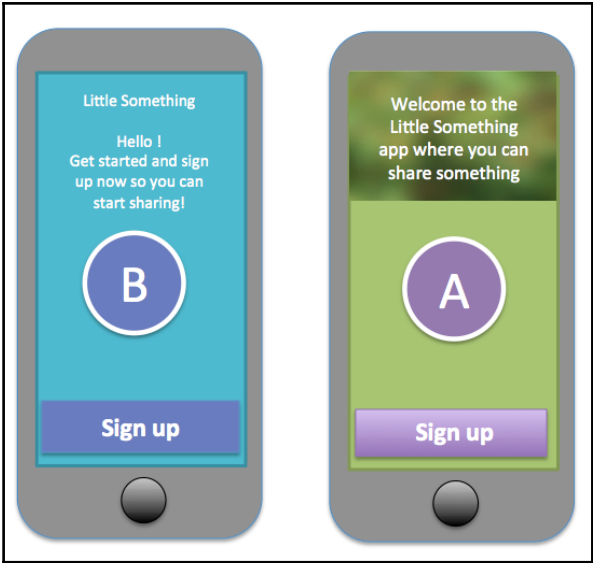 Little Something
Hello !
Get started and sign
up now so you can
start sharing!
B
Sign up
Welcome to the
Little Something
app where you can
share something
A
Sign up